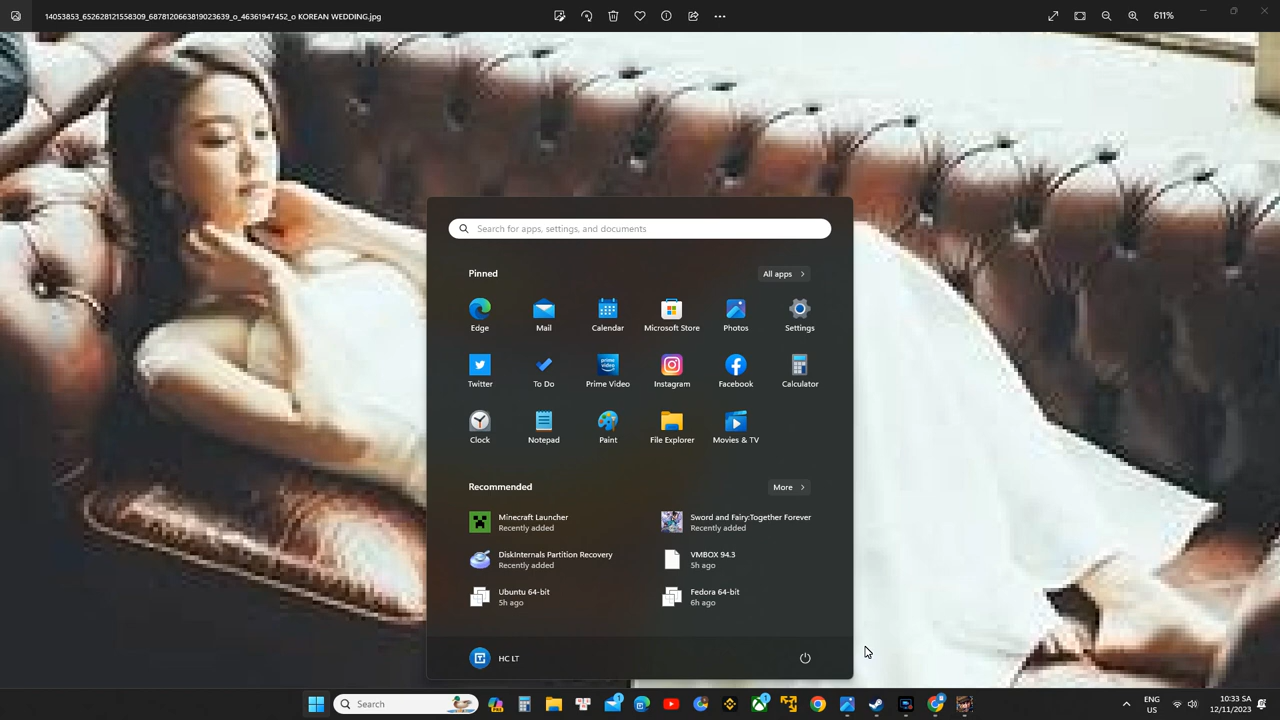 14053853_652628121558309_6878120663819023639_o_46361947452_o KOREAN WEDDING.jpg
611%
Search for apps, settings, and documents
Pinned
All apps
Edge
Mail
Calendar
Microsoft Store
Photos
Settings
Twitter
To Do
Prime Video
Instagram
Facebook
Calculator
Clock
Notepad
Paint
File Explorer
Movies & TV
Recommended
More
Minecraft Launcher
Recently added
Sword and Fairy:Together Forever
Recently added
DiskInternals Partition Recovery
Recently added
VMBOX 94.3
5h ago
Ubuntu 64-bit
5h ago
Fedora 64-bit
6h ago
HC LT
Search
ENG
US
10:33 SA
12/11/2023